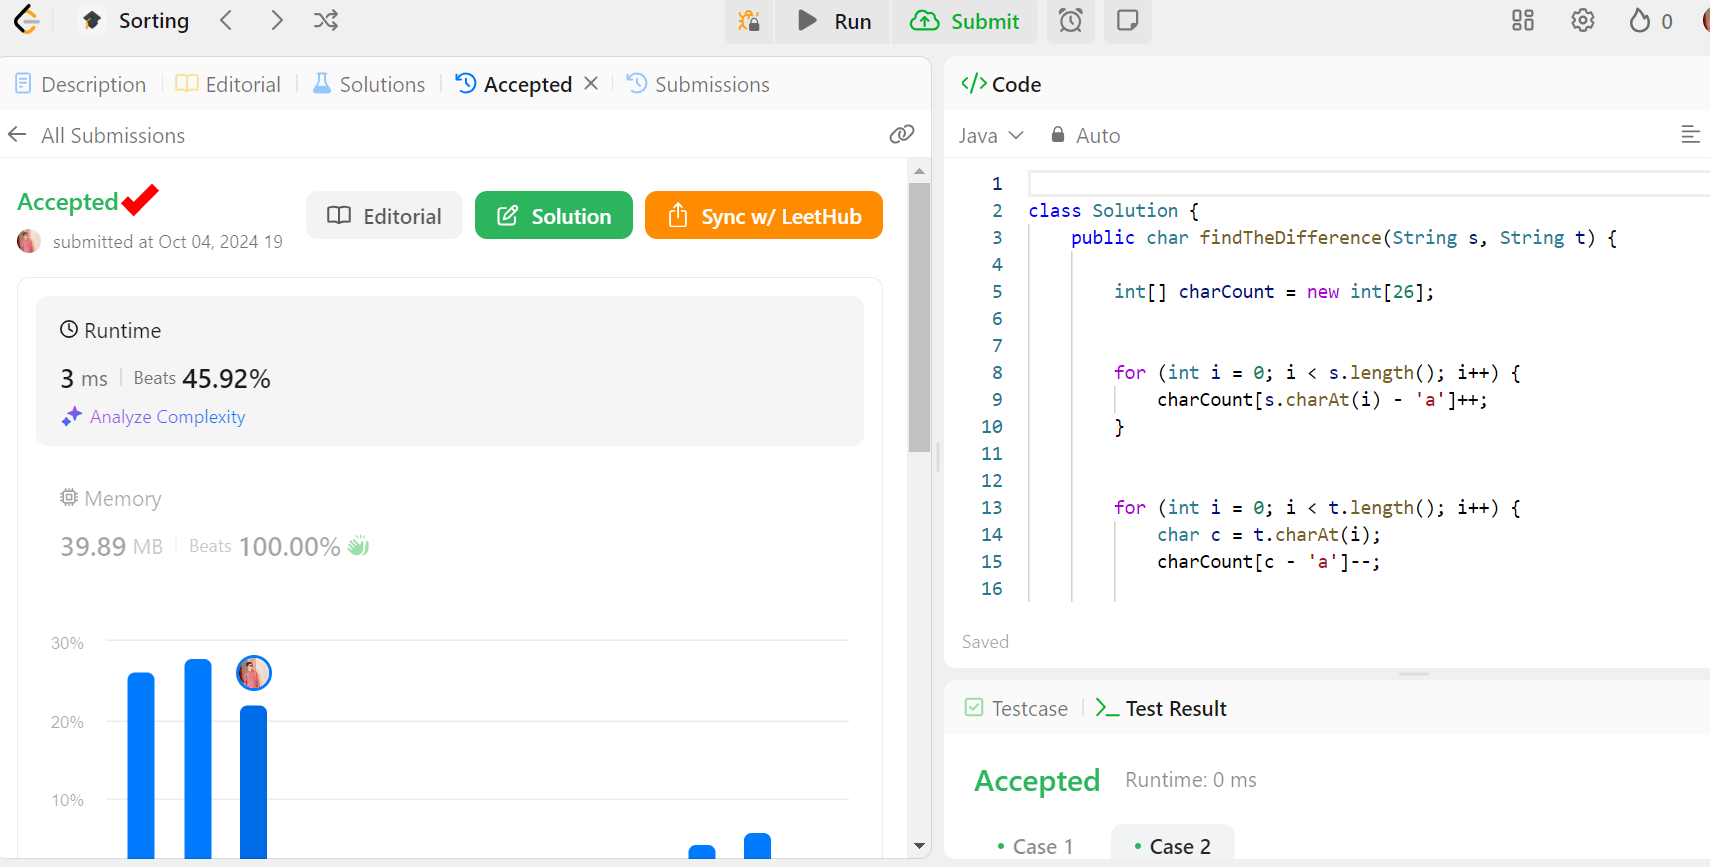 Sorting
Run
Submit
0
Description
Editorial
Solutions
Accepted
Submissions
All Submissions
Accepted
submitted at Oct 04, 2024 19
Editorial
Solution
Sync w/ LeetHub
Runtime
3 ms
Beats 45.92%
Analyze Complexity
Memory
39.89 MB
Beats 100.00%
30%
20%
10%
</> Code
Java
Auto
1
2 class Solution {
3 public char findTheDifference(String s, String t) {
4
5 int[] charCount = new int[26];
6
7
8 for (int i = 0; i < s.length(); i++) {
9 charCount[s.charAt(i) - 'a']++;
10 }
11
12
13 for (int i = 0; i < t.length(); i++) {
14 char c = t.charAt(i);
15 charCount[c - 'a']--;
16
Saved
Testcase
Test Result
Accepted
Runtime: 0 ms
• Case 1
• Case 2